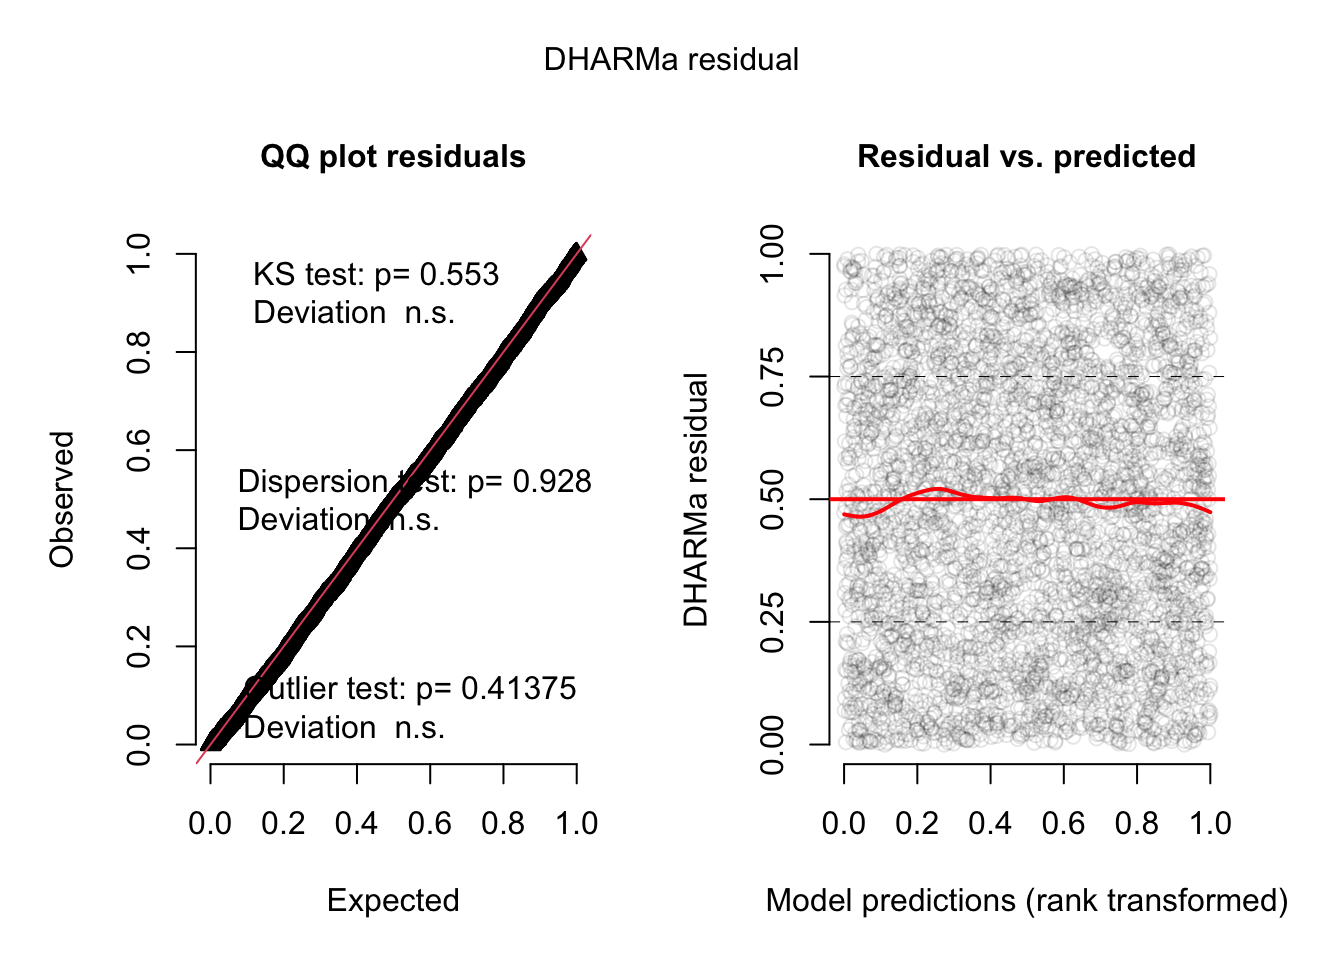 DHARMa residual
QQ plot residuals
KS test: p= 0.553
Deviation  n.s.
Dispersion test: p= 0.928
Deviation  n.s.
Outlier test: p= 0.41375
Deviation  n.s.
Observed
0.0 0.2 0.4 0.6 0.8 1.0
0.0 0.2 0.4 0.6 0.8 1.0
Expected
Residual vs. predicted
DHARMa residual
0.00 0.25 0.50 0.75 1.00
0.0 0.2 0.4 0.6 0.8 1.0
Model predictions (rank transformed)